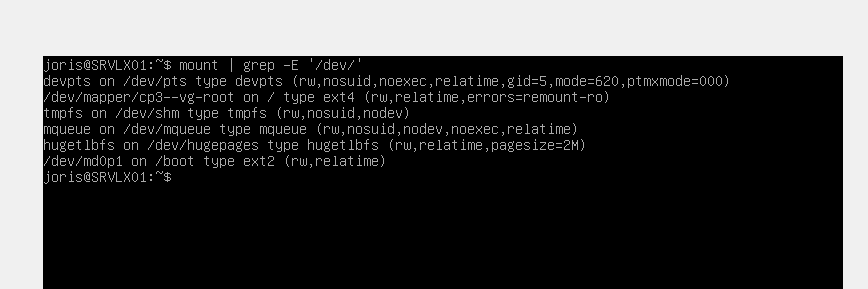 joris@SRVLX01:~$ mount | grep -E '/dev/'
devpts on /dev/pts type devpts (rw,nosuid,noexec,relatime,gid=5,mode=620,ptmxmode=000)
/dev/mapper/cp3--vg-root on / type ext4 (rw,relatime,errors=remount-ro)
tmpfs on /dev/shm type tmpfs (rw,nosuid,nodev)
mqueue on /dev/mqueue type mqueue (rw,nosuid,nodev,noexec,relatime)
hugetlbfs on /dev/hugepages type hugetlbfs (rw,relatime,pagesize=2M)
/dev/md0p1 on /boot type ext2 (rw,relatime)
joris@SRVLX01:~$